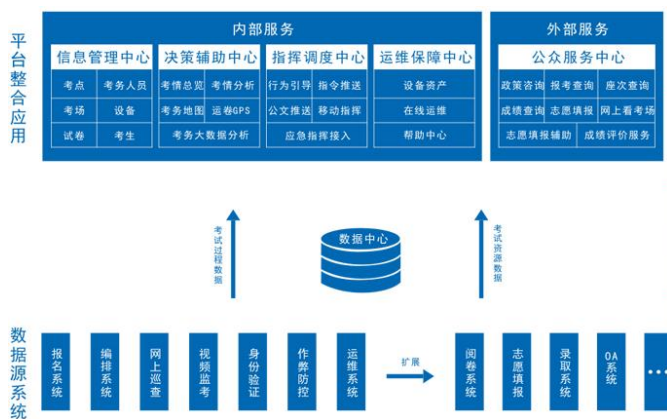 平台整合应用
内部服务
外部服务
信息管理中心
决策辅助中心
指挥调度中心
运维保障中心
公众服务中心
考点 考务人员
考情总览 考情分析
行为引导 指令推送
设备资产
政策咨询 报考查询 座次查询
考场 设备
考务地图 运卷GPS
公文推送 移动指挥
在线运维
成绩查询 志愿填报 网上看考场
试卷 考生
考务大数据分析
应急指挥接入
帮助中心
志愿填报辅助 成绩评价服务
考试过程数据
数据中心
考试资源数据
数据源系统
报名系统
编排系统
网上巡查
视频监考
身份验证
作弊防控
运维系统
扩展
阅卷系统
志愿填报
录取系统
OA系统
•••